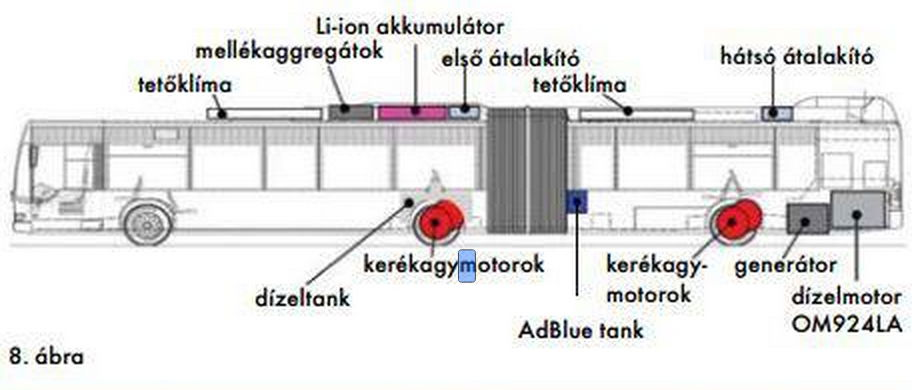 Li-ion akkumulátor
mellékaggregátok
első átalakító
hátsó átalakító
tetőklíma
tetőklíma
kerékagymotorok
kerékagy-
motorok
generátor
dízeltank
dízelmotor
OM924LA
AdBlue tank
8. ábra